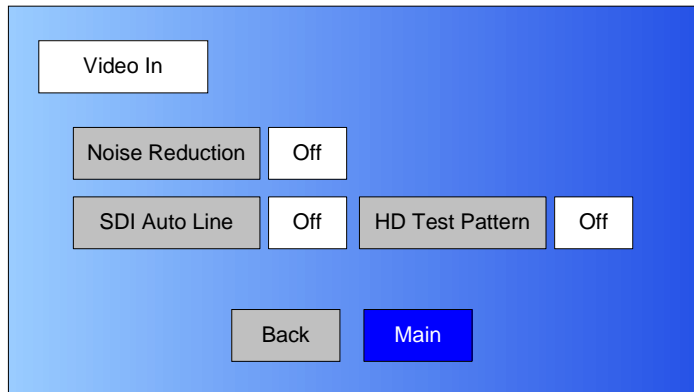 Video In
Noise Reduction Off
SDI Auto Line Off HD Test Pattern Off
Back Main